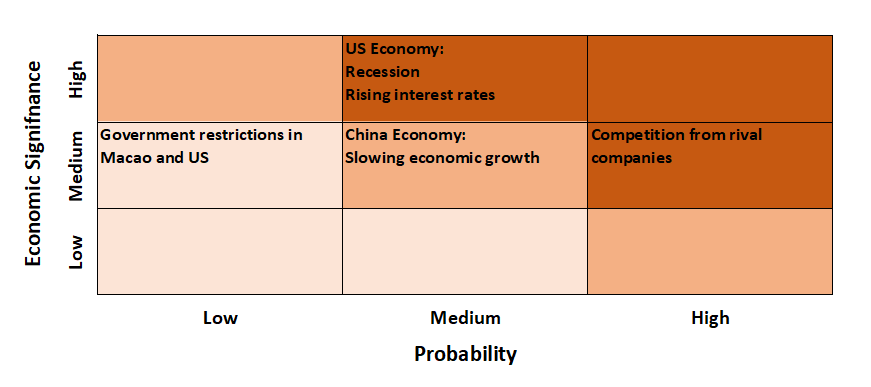 Economic Signifnance
High
US Economy:
Recession
Rising interest rates
Medium
Government restrictions in
Macao and US
China Economy:
Slowing economic growth
Competition from rival
companies
Low
Low
Medium
High
Probability